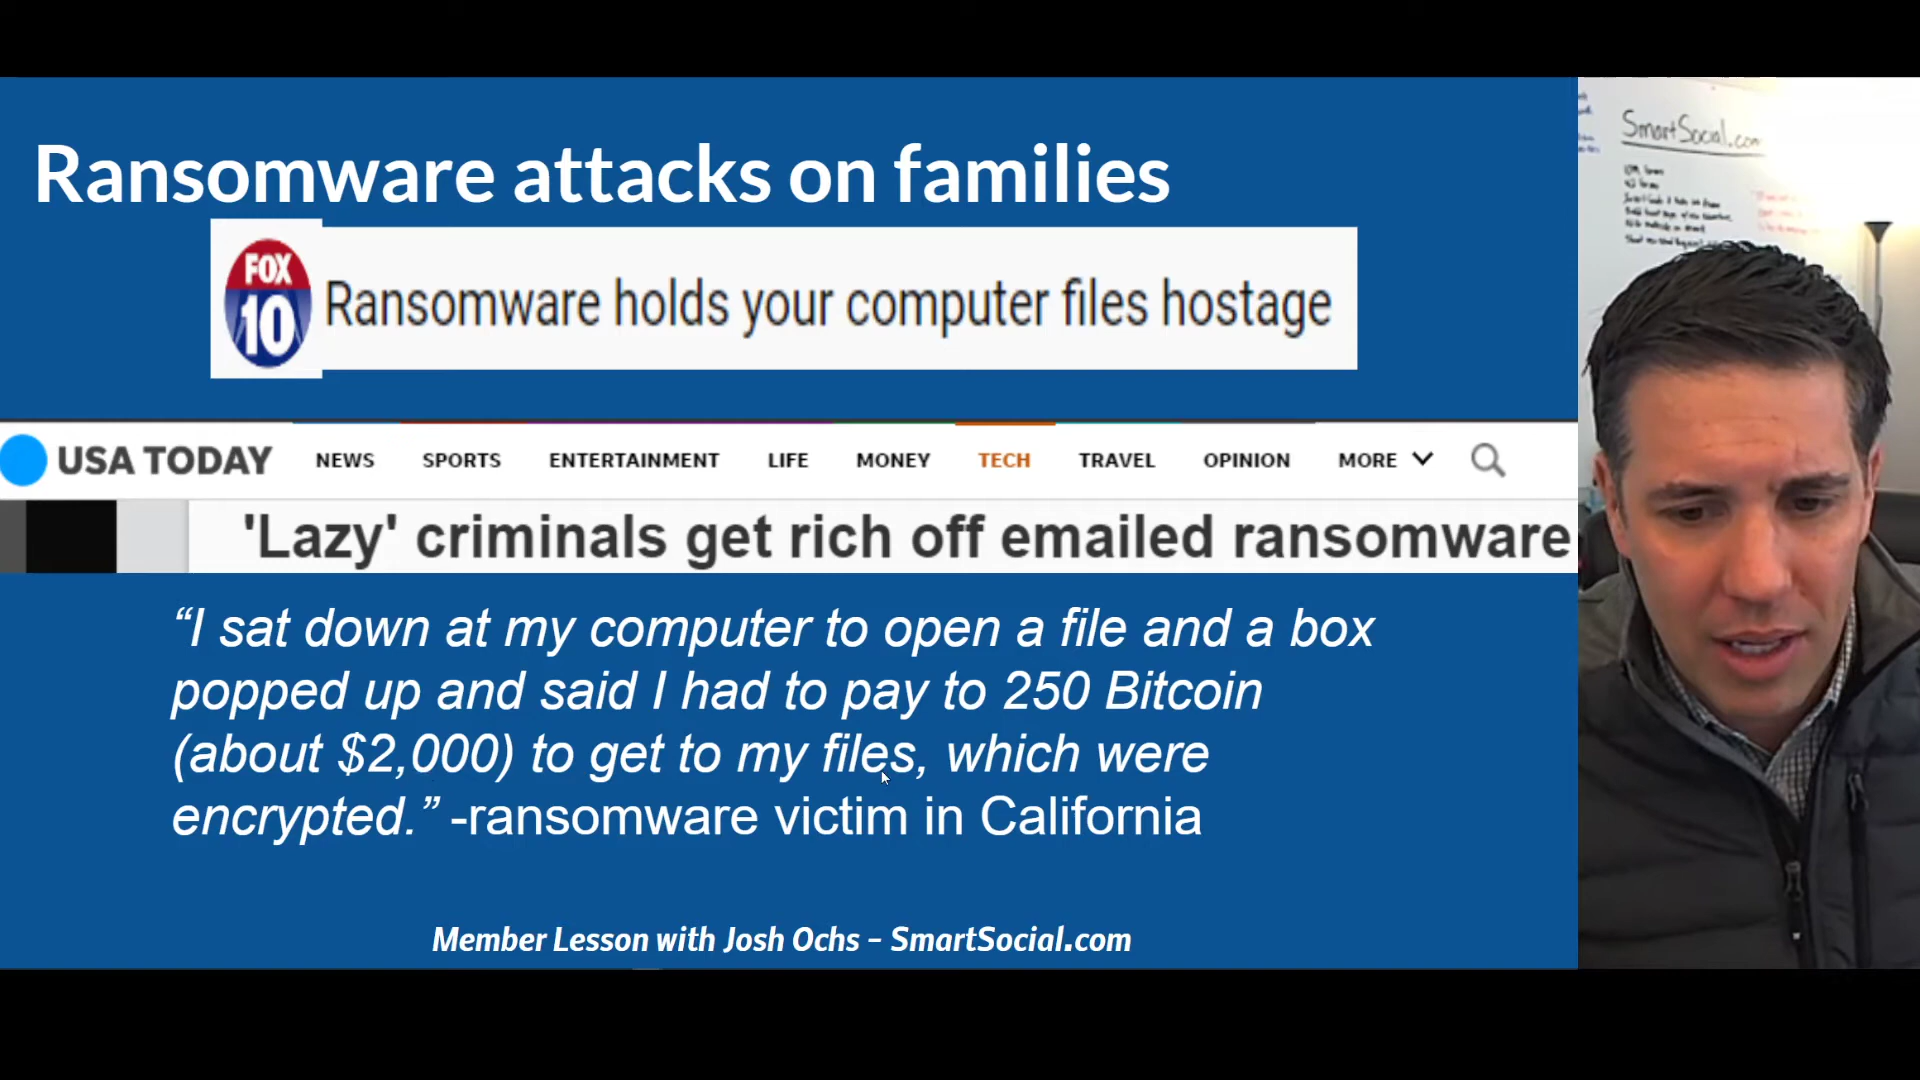 Ransomware attacks on families
FOX
10
Ransomware holds your computer files hostage
USA TODAY NEWS SPORTS ENTERTAINMENT LIFE MONEY TECH TRAVEL OPINION MORE
'Lazy' criminals get rich off emailed ransomware
“I sat down at my computer to open a file and a box
popped up and said I had to pay to 250 Bitcoin
(about $2,000) to get to my files, which were
encrypted.” -ransomware victim in California
Member Lesson with Josh Ochs – SmartSocial.com
SmartSocial.com